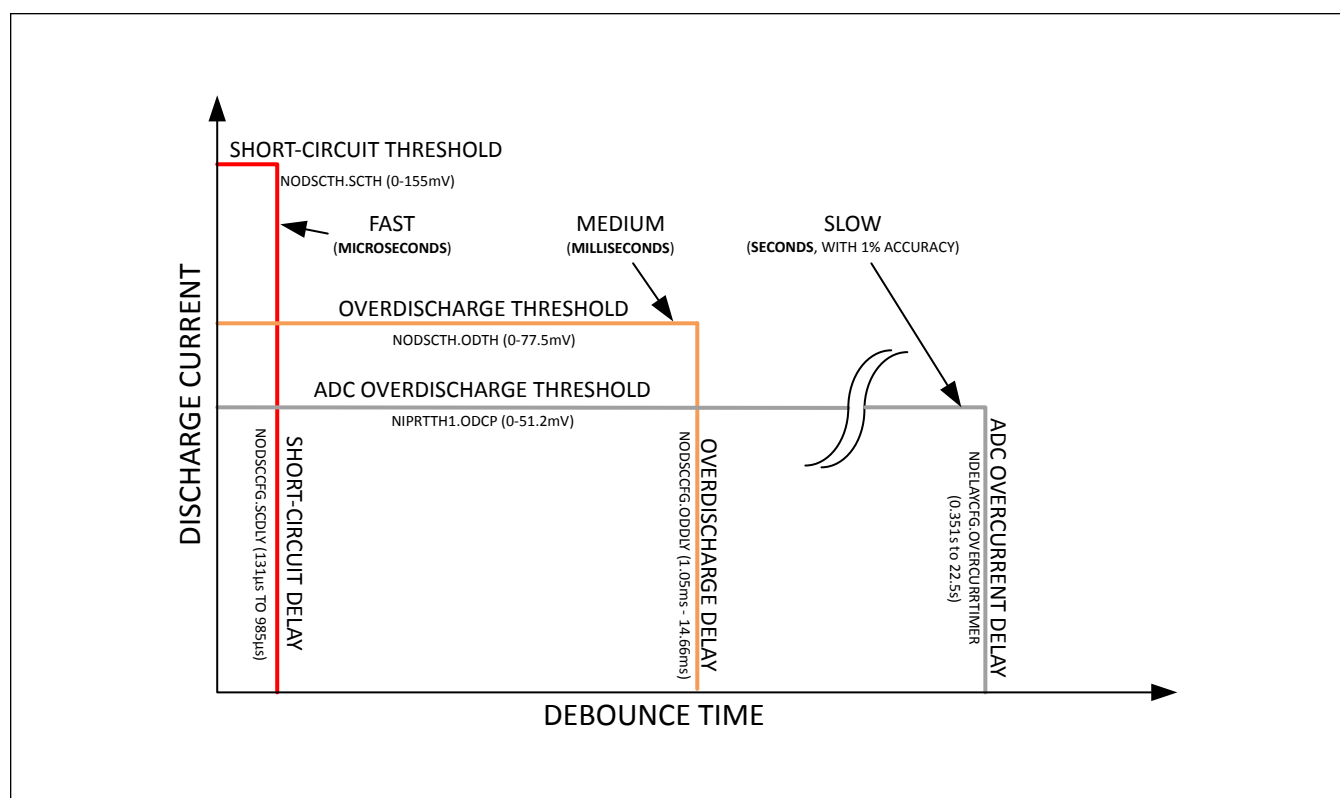 SHORT-CIRCUIT THRESHOLD
NODSCTH.SCTH (0-155mV)
FAST
(MICROSECONDS)
MEDIUM
(MILLISECONDS)
SLOW
(SECONDS, WITH 1% ACCURACY)
OVERDISCHARGE THRESHOLD
NODSCTH.ODTH (0-77.5mV)
ADC OVERDISCHARGE THRESHOLD
NIPRTTH1.ODCP (0-51.2mV)
DISCHARGE CURRENT
NODSCCFG.SCDLY (131µs TO 985µs)
SHORT-CIRCUIT DELAY
NODSCCFG.ODDLY (1.05ms - 14.66ms)
OVERDISCHARGE DELAY
NDELAYCFG.OVERCURRTIMER
(0.351s to 22.5s)
ADC OVERCURRENT DELAY
DEBOUNCE TIME